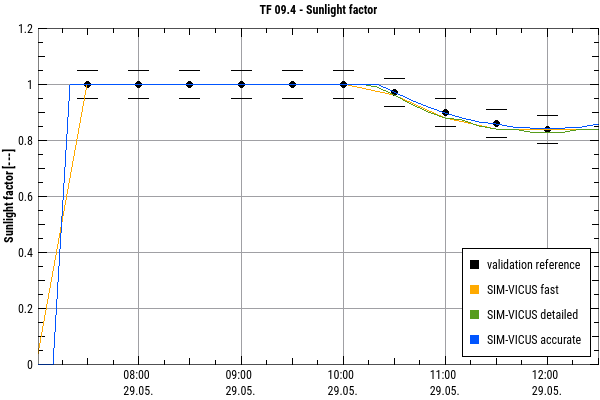 TF 09.4 - Sunlight factor
Sunlight factor [---]
1.2
1
0.8
0.6
0.4
0.2
0
08:00
29.05.
09:00
29.05.
10:00
29.05.
11:00
29.05.
12:00
29.05.
validation reference
SIM-VICUS fast
SIM-VICUS detailed
SIM-VICUS accurate